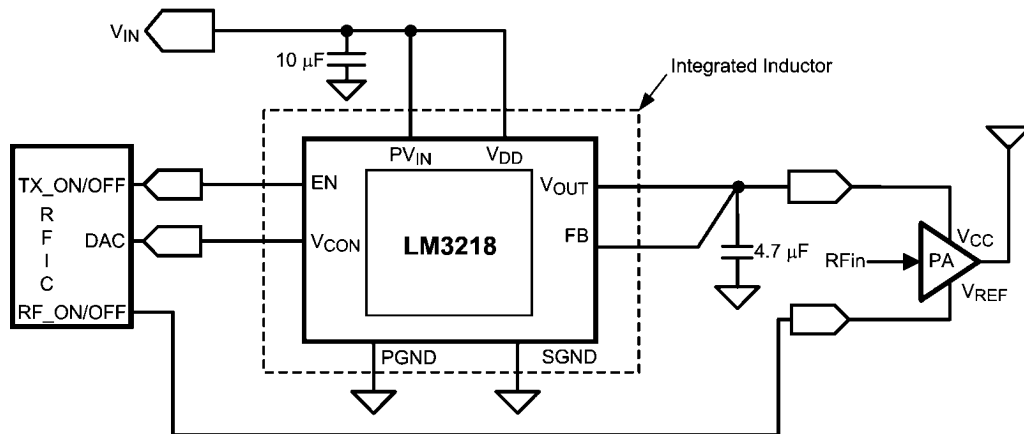 VIN
10 μF
Integrated Inductor
PVIN
VDD
TX_ON/OFF
EN
VOUT
R
F
I
C
DAC
VCON
LM3218
FB
4.7 μF
VCC
RFin
PA
VREF
RF_ON/OFF
PGND
SGND